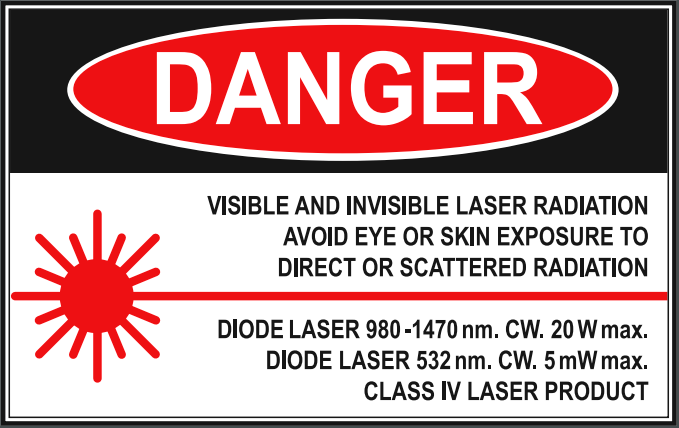 DANGER
VISIBLE AND INVISIBLE LASER RADIATION
AVOID EYE OR SKIN EXPOSURE TO
DIRECT OR SCATTERED RADIATION
DIODE LASER 980-1470 nm. CW. 20 W max.
DIODE LASER 532 nm. CW. 5 mW max.
CLASS IV LASER PRODUCT